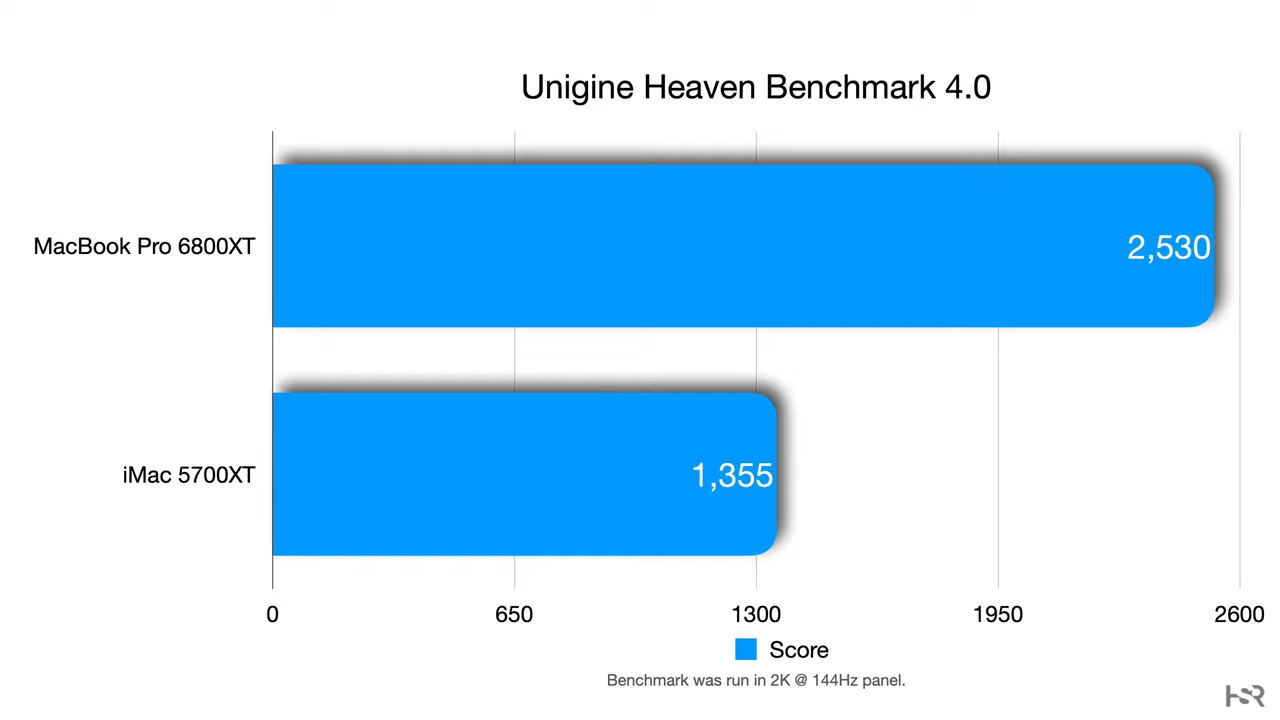 Unigine Heaven Benchmark 4.0
MacBook Pro 6800XT
2,530
iMac 5700XT
1,355
0 650 1300 1950 2600
Score
Benchmark was run in 2K @ 144Hz panel.
HSR